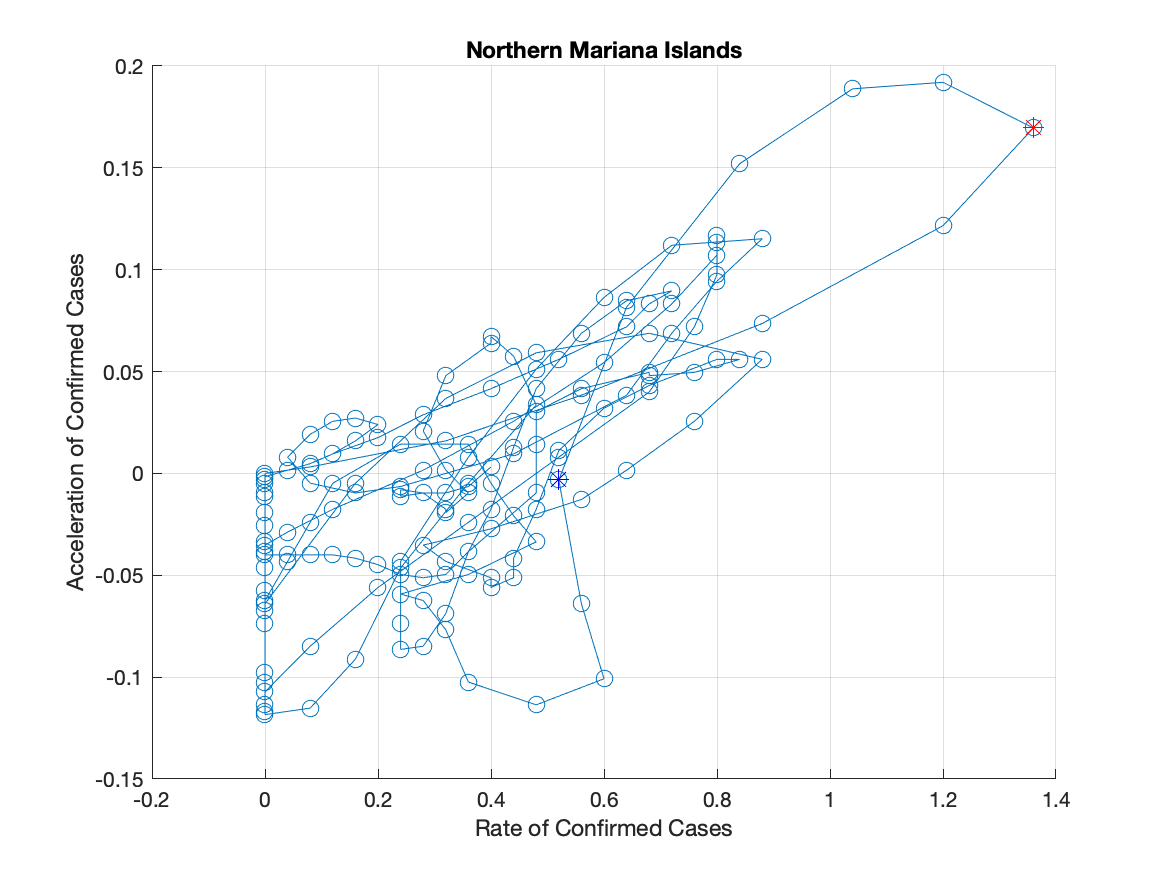 Northern Mariana Islands
0.2
0.15
0.1
0.05
0
-0.05
-0.1
-0.15
-0.2 0 0.2 0.4 0.6 0.8 1 1.2 1.4
Acceleration of Confirmed Cases
Rate of Confirmed Cases